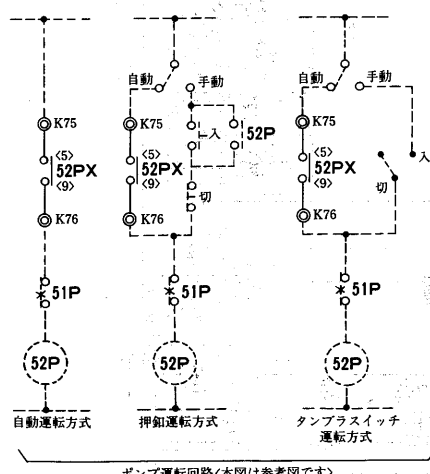 自動 手動 自動 手動
K75 K75 入 52P K75
<5> <5> <5> 入
52PX 52PX 52PX
<9> <9> 切 <9> 切
K76 K76 K76
51P 51P 51P
52P 52P 52P
自動運転方式 押釦運転方式 タンブラスイッチ
運転方式
ポンプ運転回路<本図は参考図です>